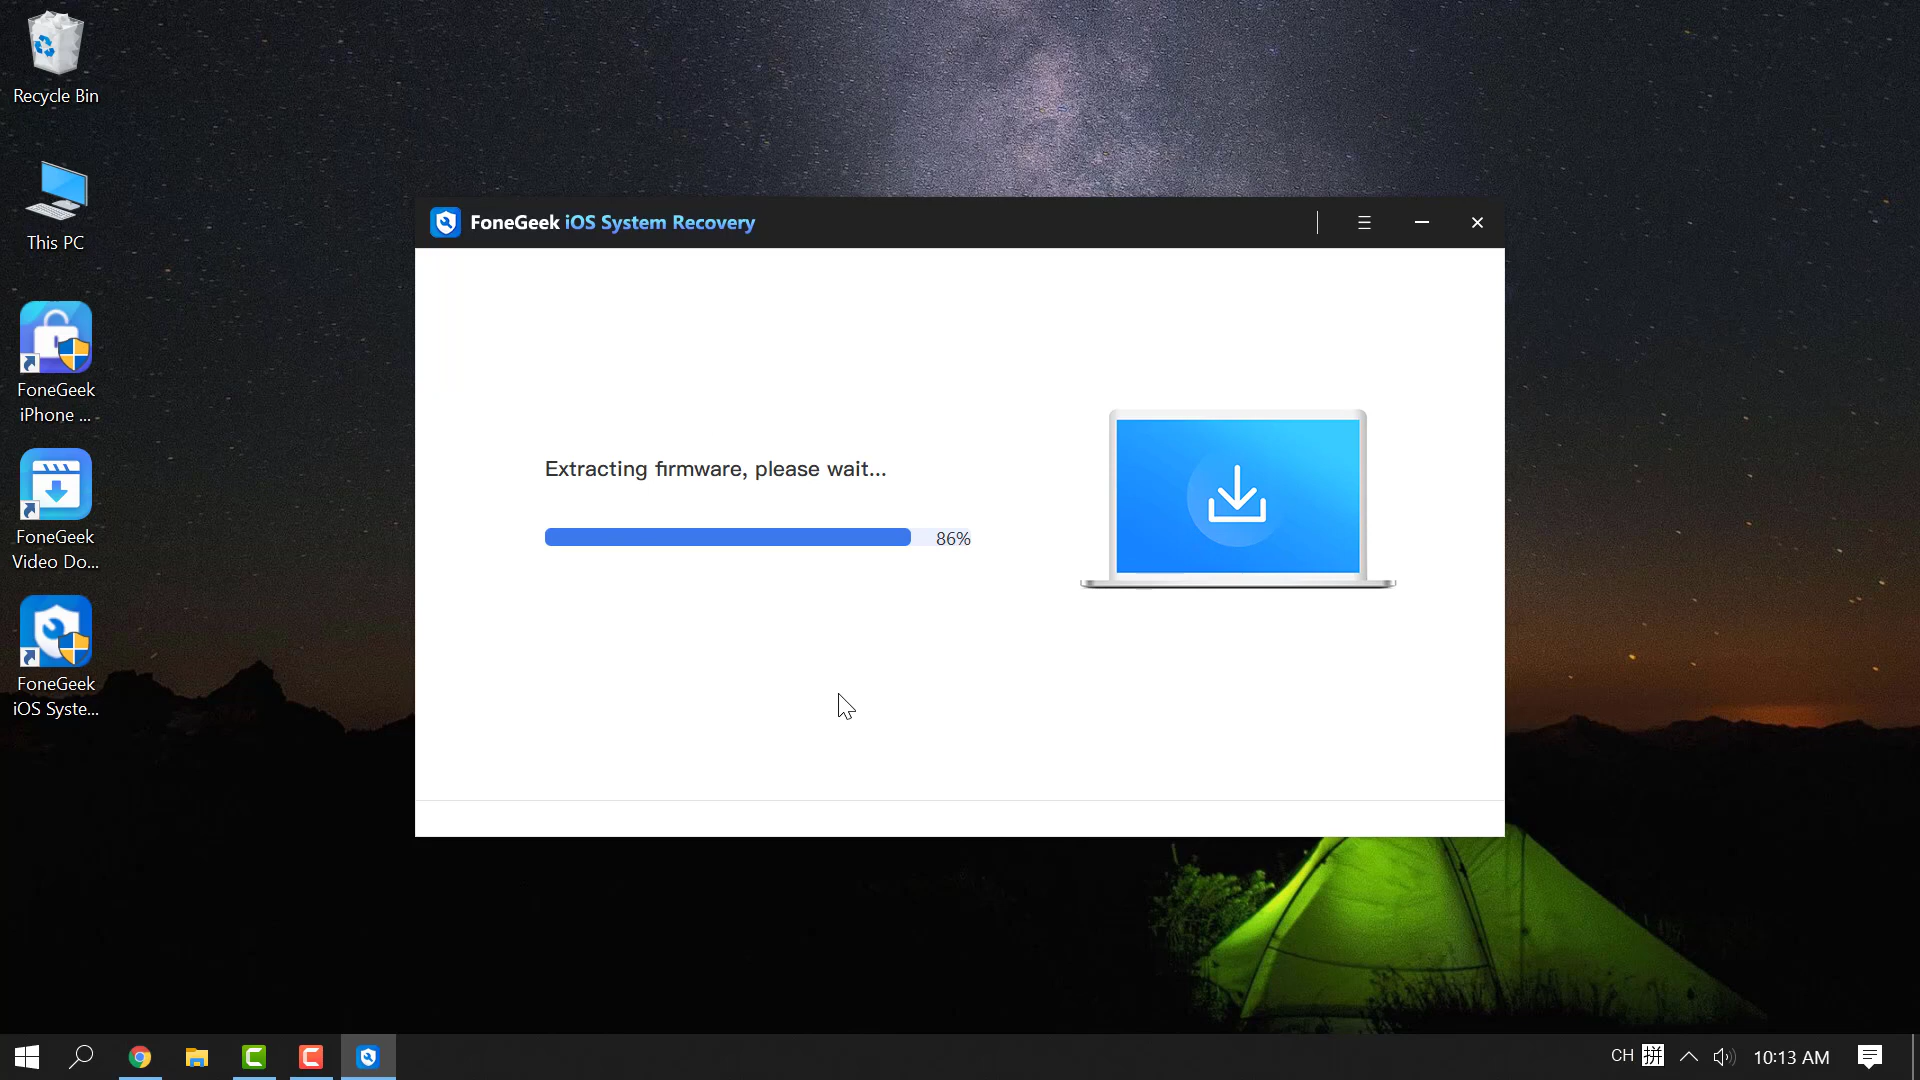 Recycle Bin
This PC
FoneGeek
iPhone ...
FoneGeek
Video Do...
FoneGeek
iOS Syste...
FoneGeek iOS System Recovery
Extracting firmware, please wait...
86%
CH 拼
10:13 AM